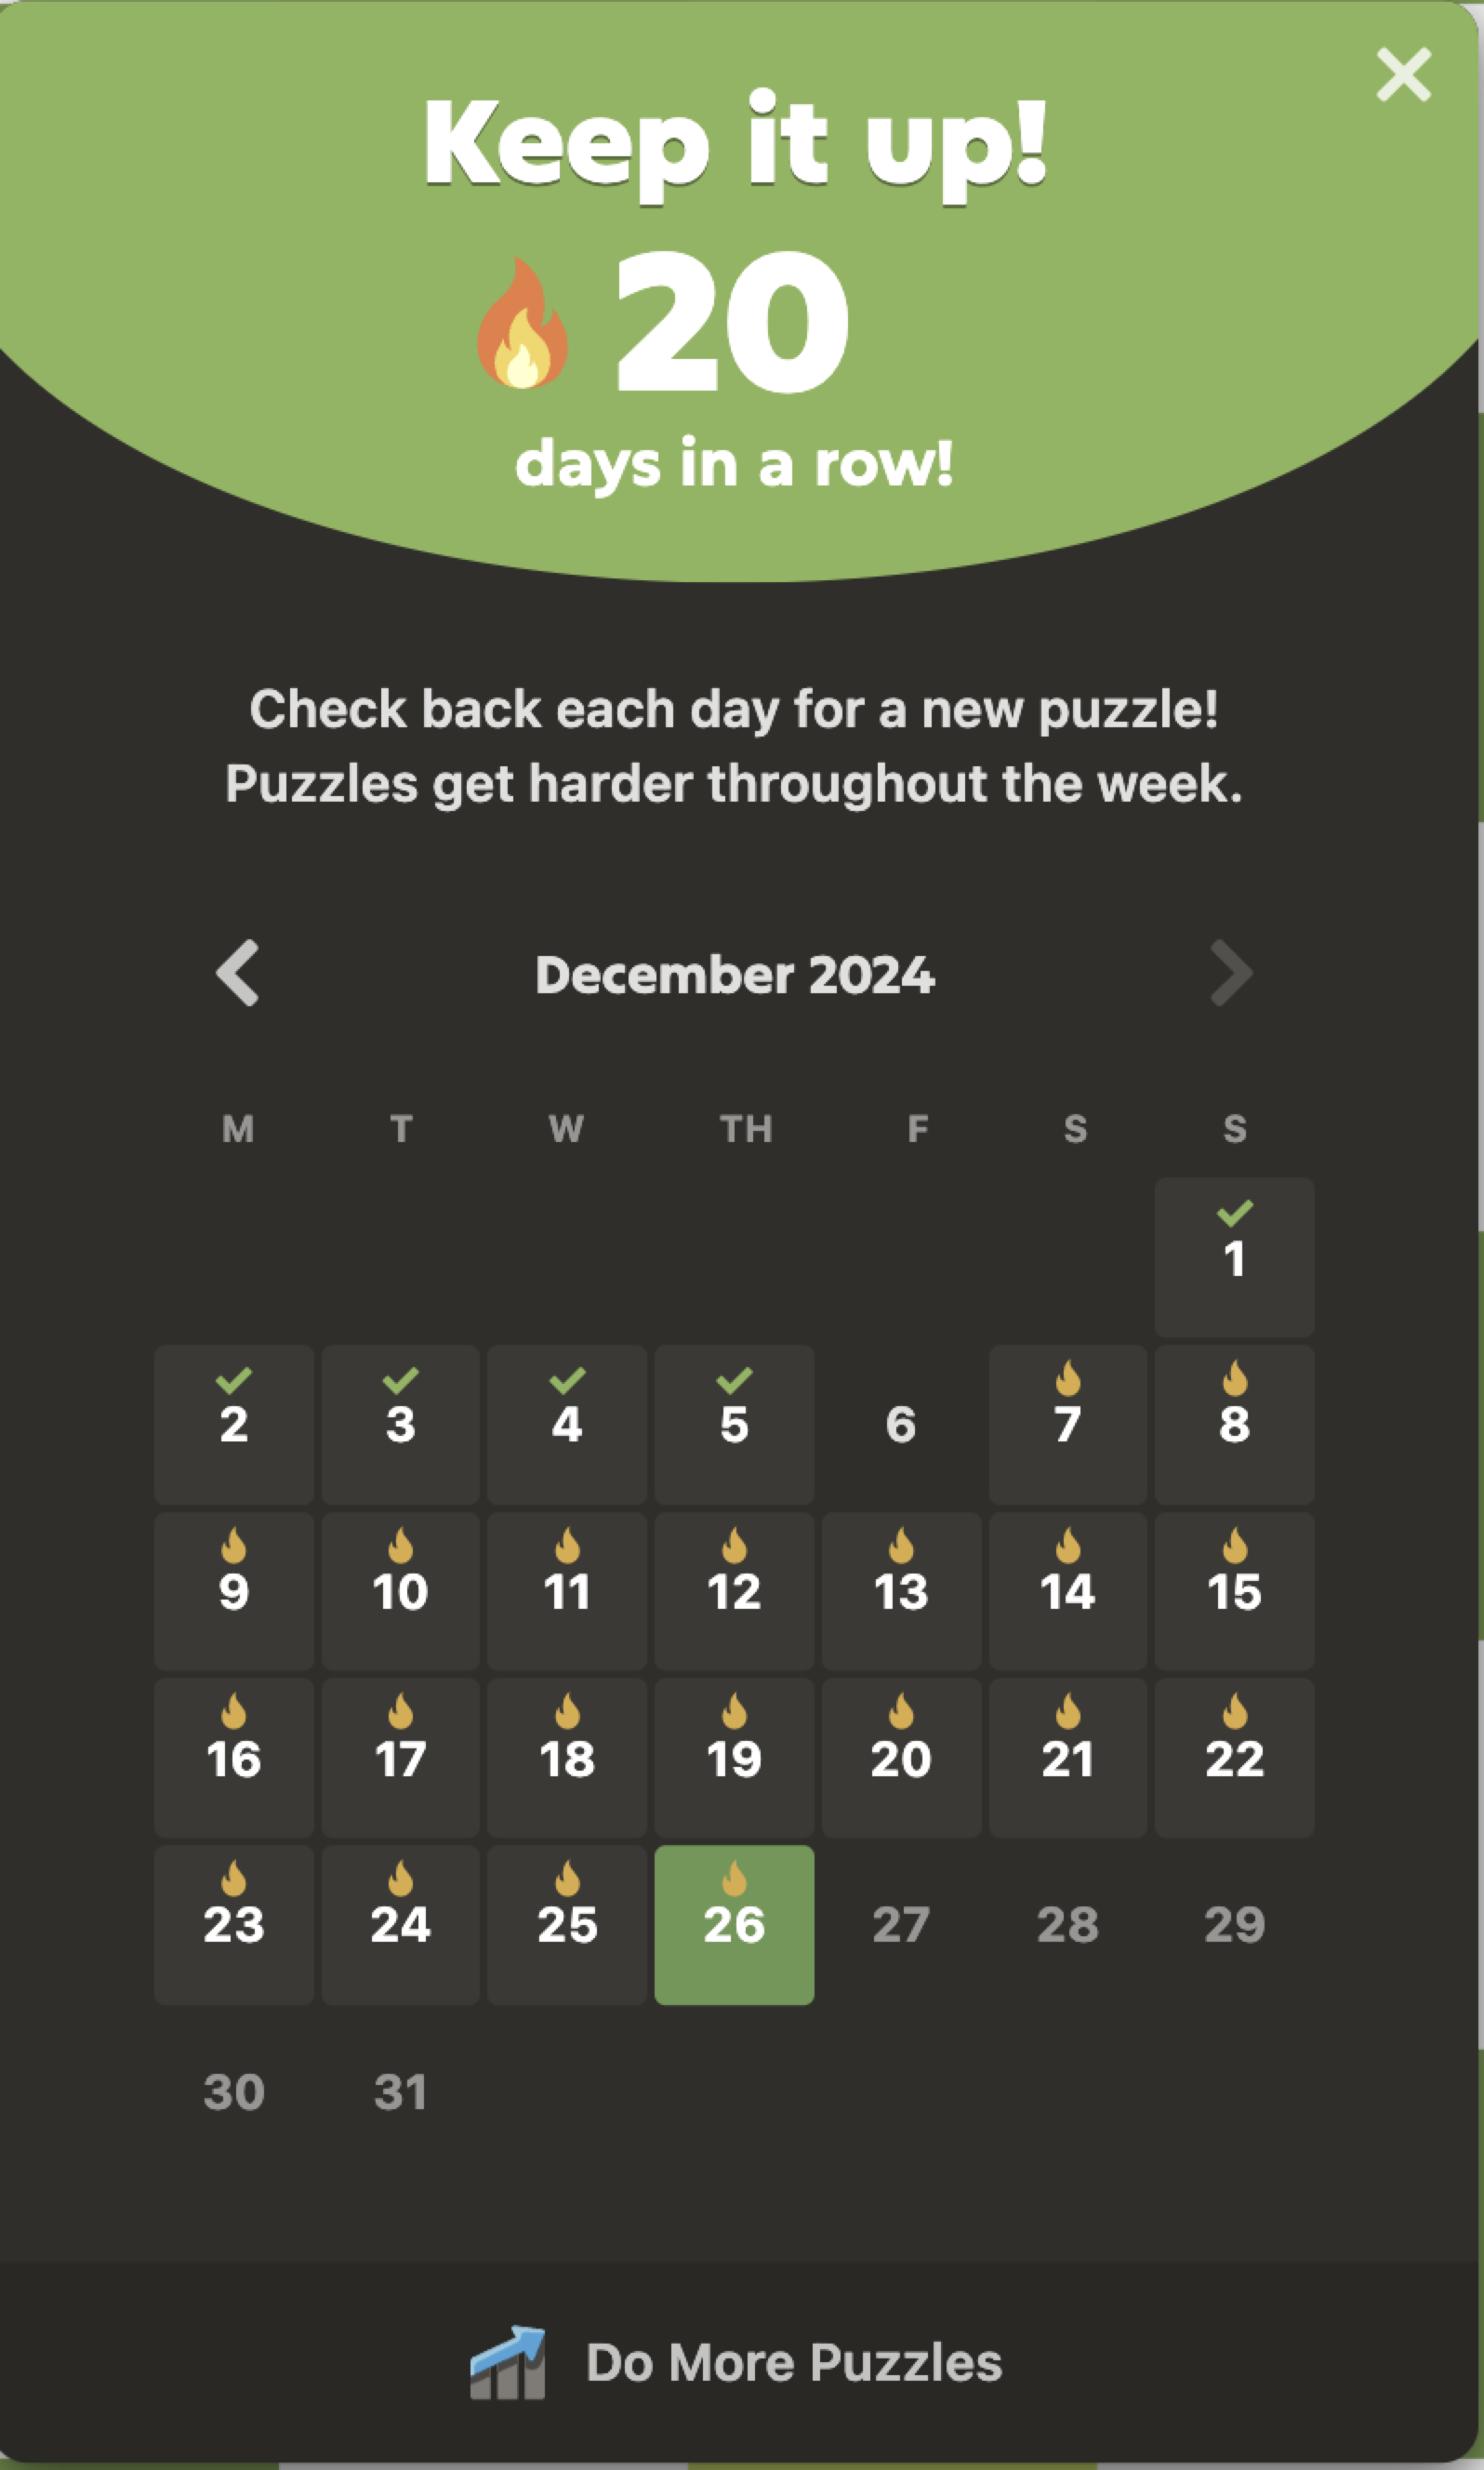 Keep it up!
20
days in a row!
Check back each day for a new puzzle!
Puzzles get harder throughout the week.
December 2024
M T W TH F S S
1
2 3 4 5 6 7 8
9 10 11 12 13 14 15
16 17 18 19 20 21 22
23 24 25 26 27 28 29
30 31
Do More Puzzles